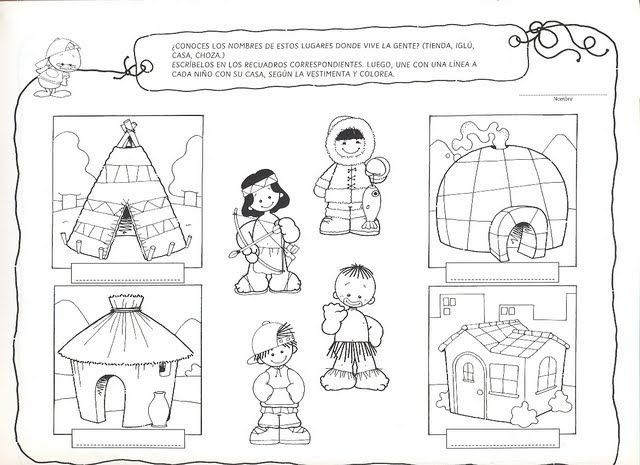 ¿CONOCES LOS NOMBRES DE ESTOS LUGARES DONDE VIVE LA GENTE? (TIENDA, IGLÚ,
CASA, CHOZA.)
ESCRÍBELOS EN LOS RECUADROS CORRESPONDIENTES. LUEGO, UNE CON UNA LÍNEA A
CADA NIÑO CON SU CASA, SEGÚN LA VESTIMENTA Y COLOREA.
Nombre